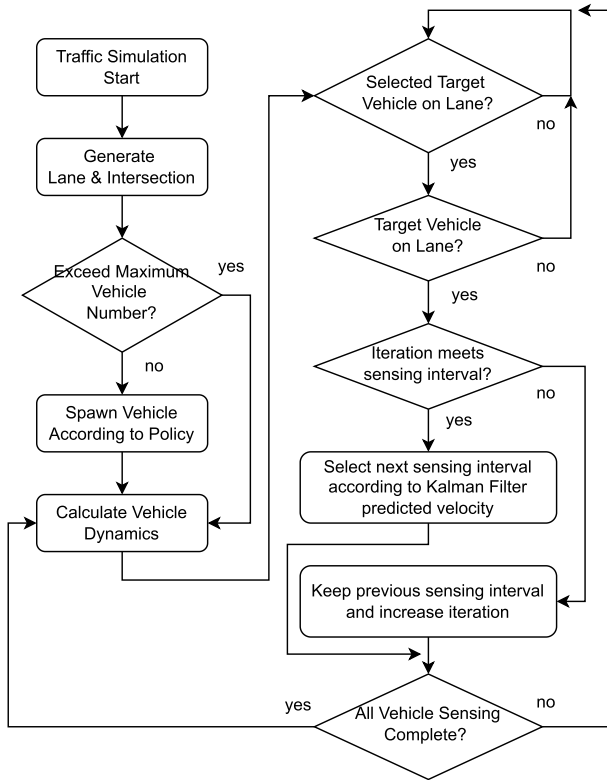 Traffic Simulation
Start
Generate
Lane & Intersection
Exceed Maximum
Vehicle
Number?
yes
no
Spawn Vehicle
According to Policy
Calculate Vehicle
Dynamics
Selected Target
Vehicle on Lane?
no
yes
Target Vehicle
on Lane?
no
yes
Iteration meets
sensing interval?
no
yes
Select next sensing interval
according to Kalman Filter
predicted velocity
Keep previous sensing interval
and increase iteration
yes
All Vehicle Sensing
Complete?
no